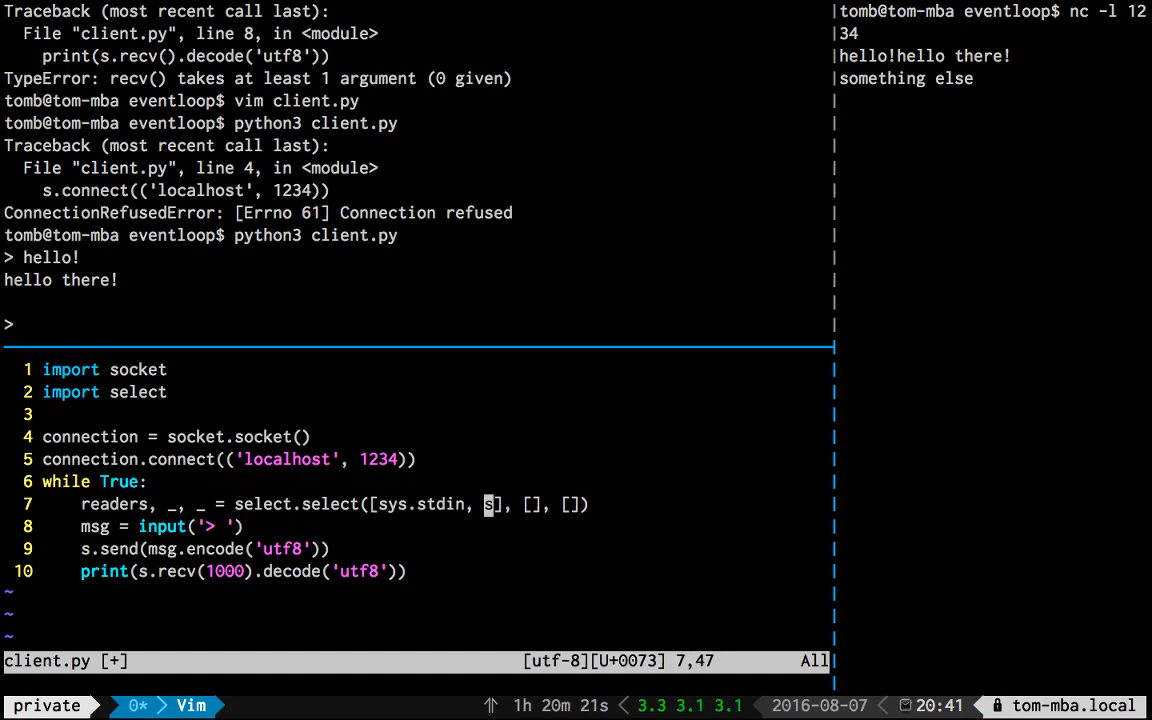 Traceback (most recent call last):
  File "client.py", line 8, in <module>
    print(s.recv().decode('utf8'))
TypeError: recv() takes at least 1 argument (0 given)
tomb@tom-mba eventloop$ vim client.py
tomb@tom-mba eventloop$ python3 client.py
Traceback (most recent call last):
  File "client.py", line 4, in <module>
    s.connect(('localhost', 1234))
ConnectionRefusedError: [Errno 61] Connection refused
tomb@tom-mba eventloop$ python3 client.py
> hello!
hello there!

>
tomb@tom-mba eventloop$ nc -l 12
34
hello!hello there!
something else
1 import socket
2 import select
3
4 connection = socket.socket()
5 connection.connect(('localhost', 1234))
6 while True:
7     readers, _, _ = select.select([sys.stdin, s], [], [])
8     msg = input('> ')
9     s.send(msg.encode('utf8'))
10     print(s.recv(1000).decode('utf8'))
~
~
~
client.py [+] [utf-8][U+0073] 7,47 All
private 0* Vim 1h 20m 21s 3.3 3.1 3.1 2016-08-07 20:41 tom-mba.local